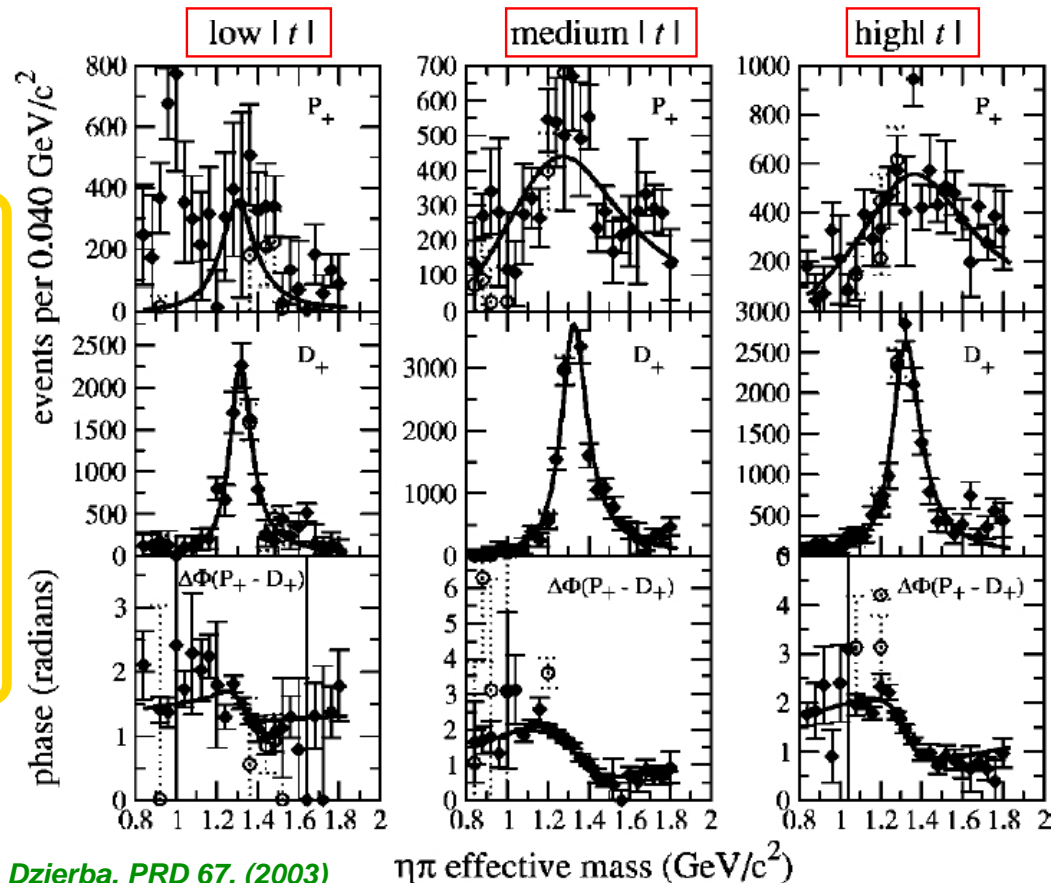 low | t |
medium | t |
high| t |
events per 0.040 GeV/c²
800
600
400
200
0
P₊
700
600
500
400
300
200
100
0
P₊
1000
800
600
400
200
P₊
2500
2000
1500
1000
500
0
D₊
3000
2000
1000
0
D₊
3000
2500
2000
1500
1000
500
D₊
phase (radians)
3
2
1
0
ΔΦ(P₊ - D₊)
6
5
4
3
2
1
0
ΔΦ(P₊ - D₊)
4
3
2
1
0
ΔΦ(P₊ - D₊)
0.8 1 1.2 1.4 1.6 1.8 2
0.8 1 1.2 1.4 1.6 1.8 2
0.8 1 1.2 1.4 1.6 1.8 2
ηπ effective mass (GeV/c²)
Dzierba, PRD 67, (2003)